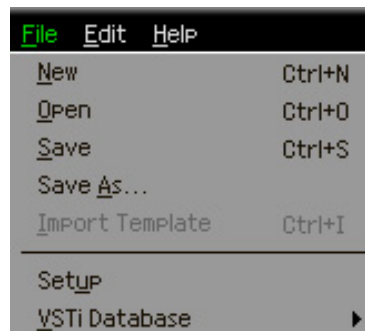 File Edit Help
New Ctrl+N
Open Ctrl+O
Save Ctrl+S
Save As...
Import Template Ctrl+I
Setup
VSTi Database